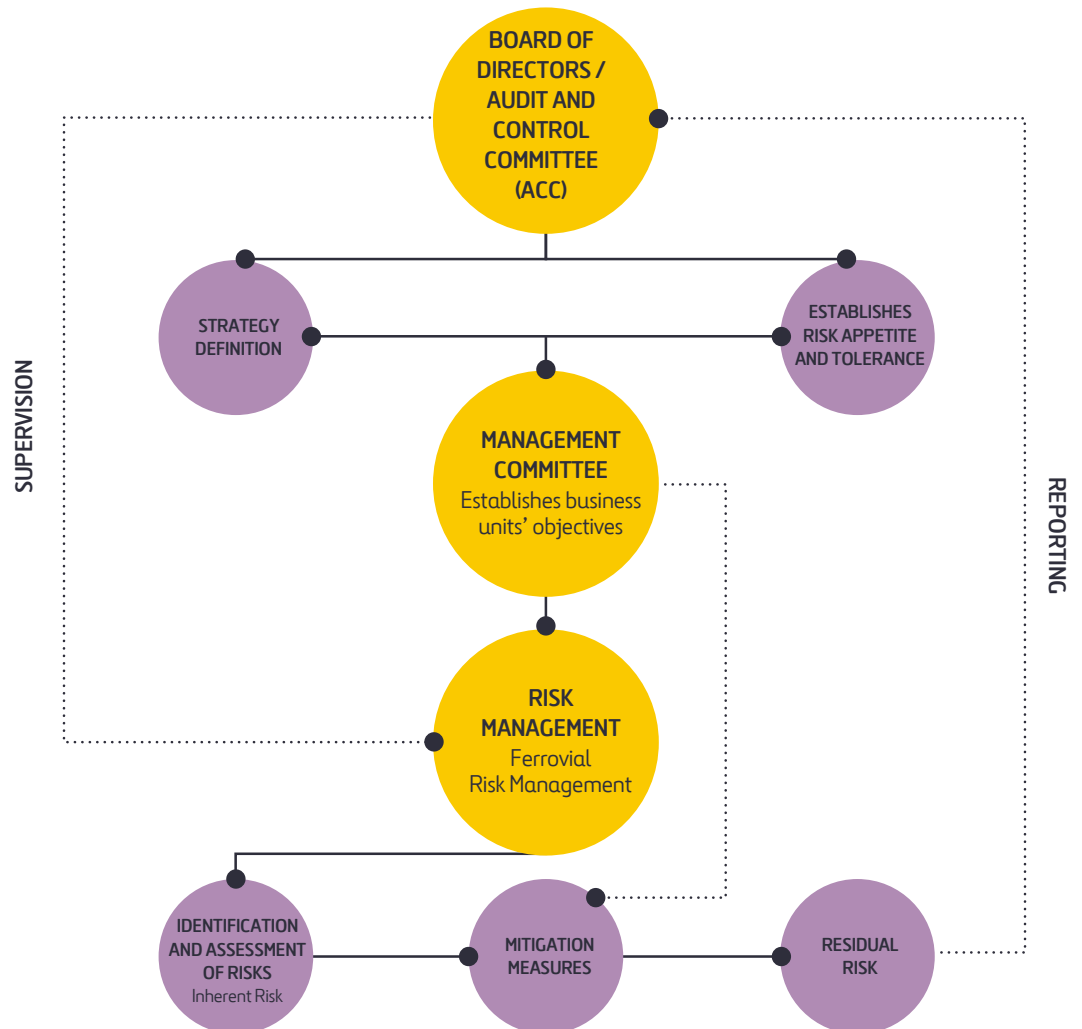 BOARD OF
DIRECTORS /
AUDIT AND
CONTROL
COMMITTEE
(ACC)
STRATEGY
DEFINITION
ESTABLISHES
RISK APPETITE
AND TOLERANCE
SUPERVISION
MANAGEMENT
COMMITTEE
Establishes business
units’ objectives
REPORTING
RISK
MANAGEMENT
Ferrovial
Risk Management
IDENTIFICATION
AND ASSESSMENT
OF RISKS
Inherent Risk
MITIGATION
MEASURES
RESIDUAL
RISK